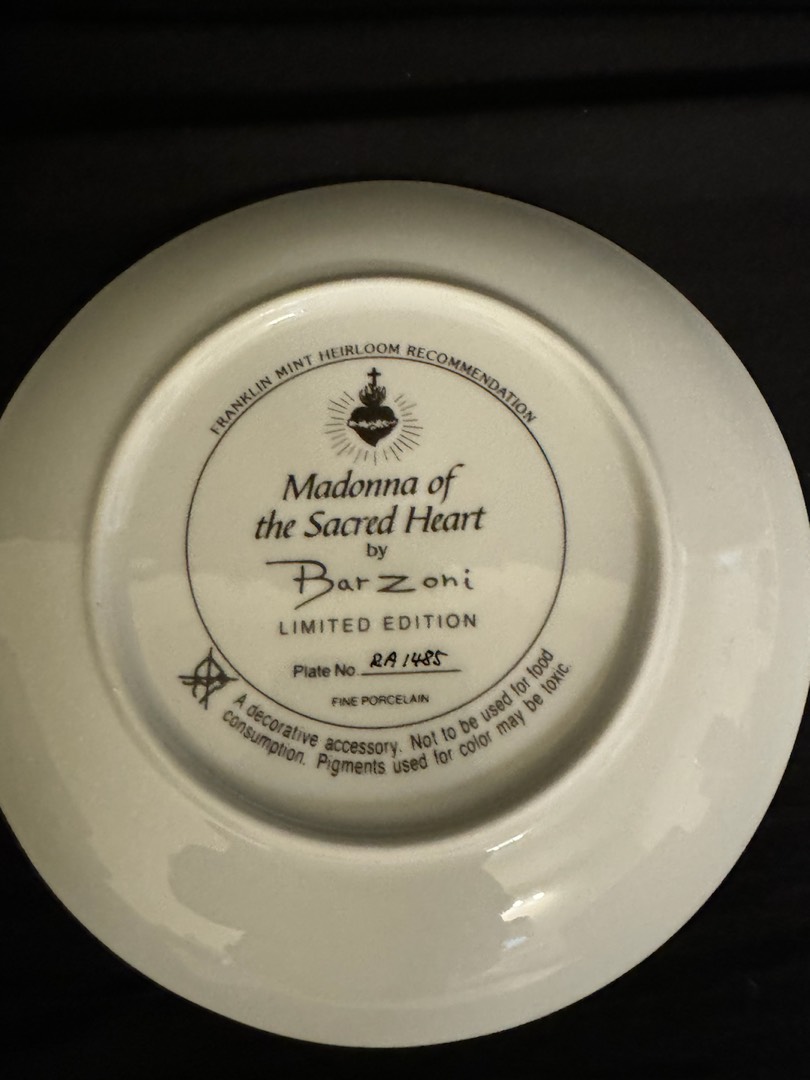 FRANKLIN MINT HEIRLOOM RECOMMENDATION
Madonna of
the Sacred Heart
by
Barzoni
LIMITED EDITION
Plate No. RA1485
FINE PORCELAIN
A decorative accessory. Not to be used for food
consumption. Pigments used for color may be toxic.